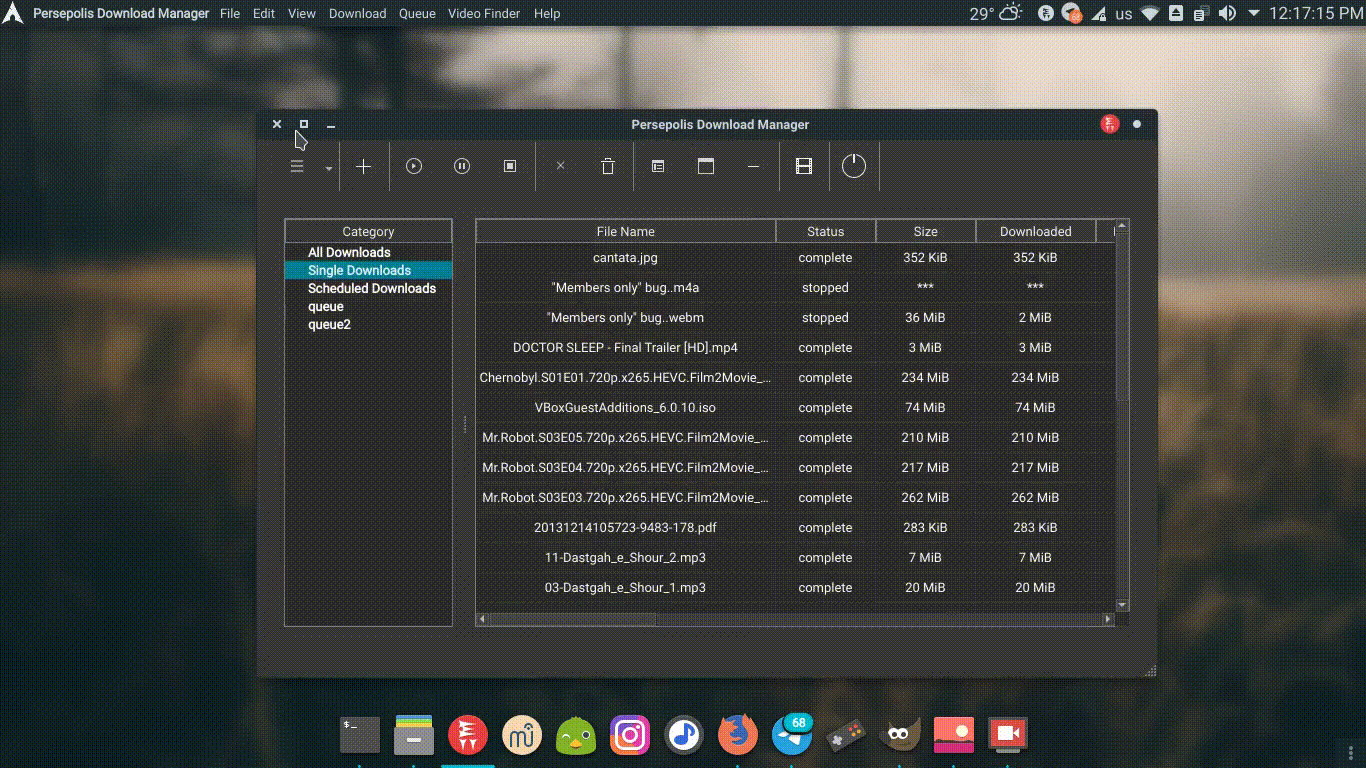 Persepolis Download Manager File Edit View Download Queue Video Finder Help 29° us 12:17:15 PM
Persepolis Download Manager
Category
All Downloads
Single Downloads
Scheduled Downloads
queue
queue2
File Name Status Size Downloaded
cantata.jpg complete 352 KiB 352 KiB
"Members only" bug..m4a stopped *** ***
"Members only" bug..webm stopped 36 MiB 2 MiB
DOCTOR SLEEP - Final Trailer [HD].mp4 complete 3 MiB 3 MiB
Chernobyl.S01E01.720p.x265.HEVC.Film2Movie_... complete 234 MiB 234 MiB
VBoxGuestAdditions_6.0.10.iso complete 74 MiB 74 MiB
Mr.Robot.S03E05.720p.x265.HEVC.Film2Movie_... complete 210 MiB 210 MiB
Mr.Robot.S03E04.720p.x265.HEVC.Film2Movie_... complete 217 MiB 217 MiB
Mr.Robot.S03E03.720p.x265.HEVC.Film2Movie_... complete 262 MiB 262 MiB
20131214105723-9483-178.pdf complete 283 KiB 283 KiB
11-Dastgah_e_Shour_2.mp3 complete 7 MiB 7 MiB
03-Dastgah_e_Shour_1.mp3 complete 20 MiB 20 MiB
$-
68